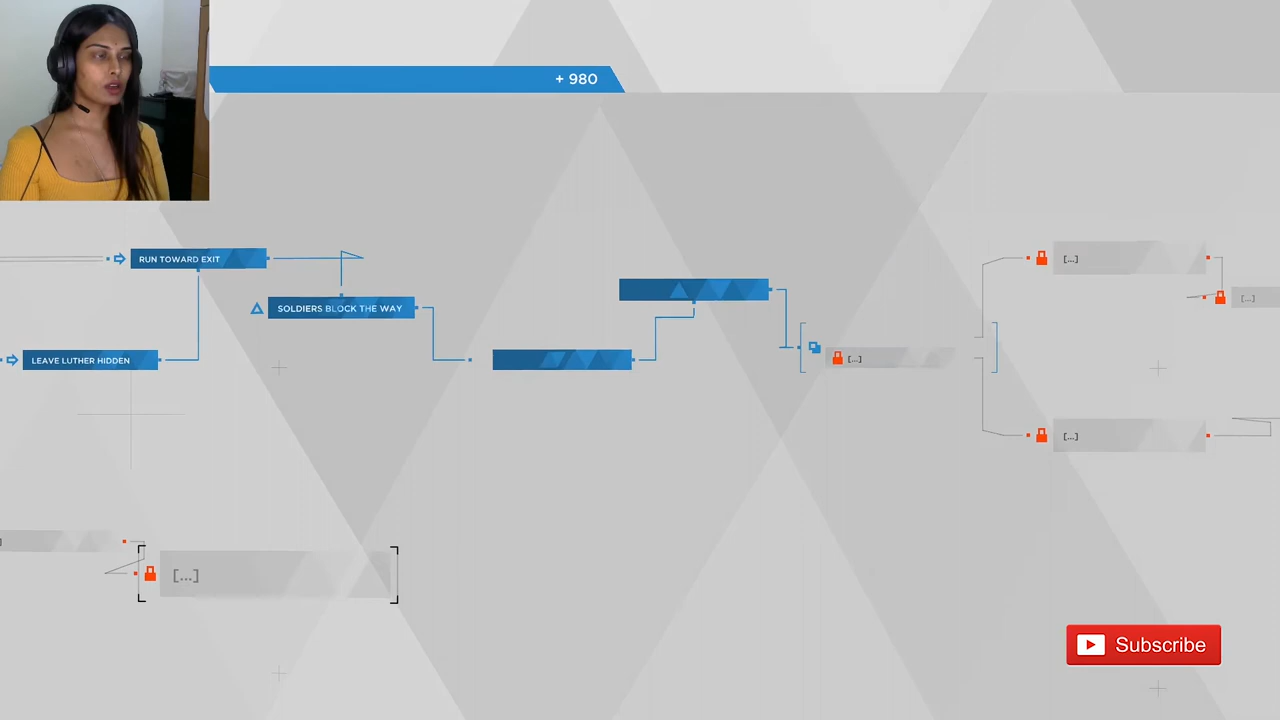 + 980
RUN TOWARD EXIT
[...]
[...]
SOLDIERS BLOCK THE WAY
[...]
LEAVE LUTHER HIDDEN
[...]
]
[...]
Subscribe